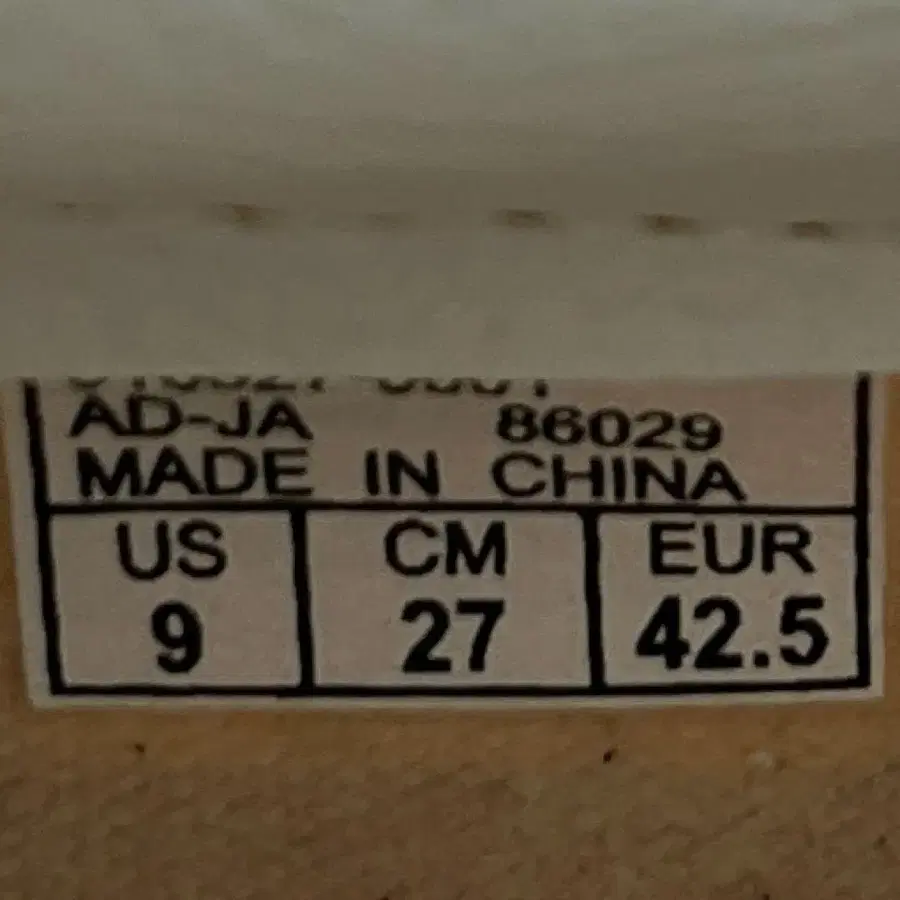 AD-JA 86029
MADE IN CHINA
US CM EUR
9 27 42.5